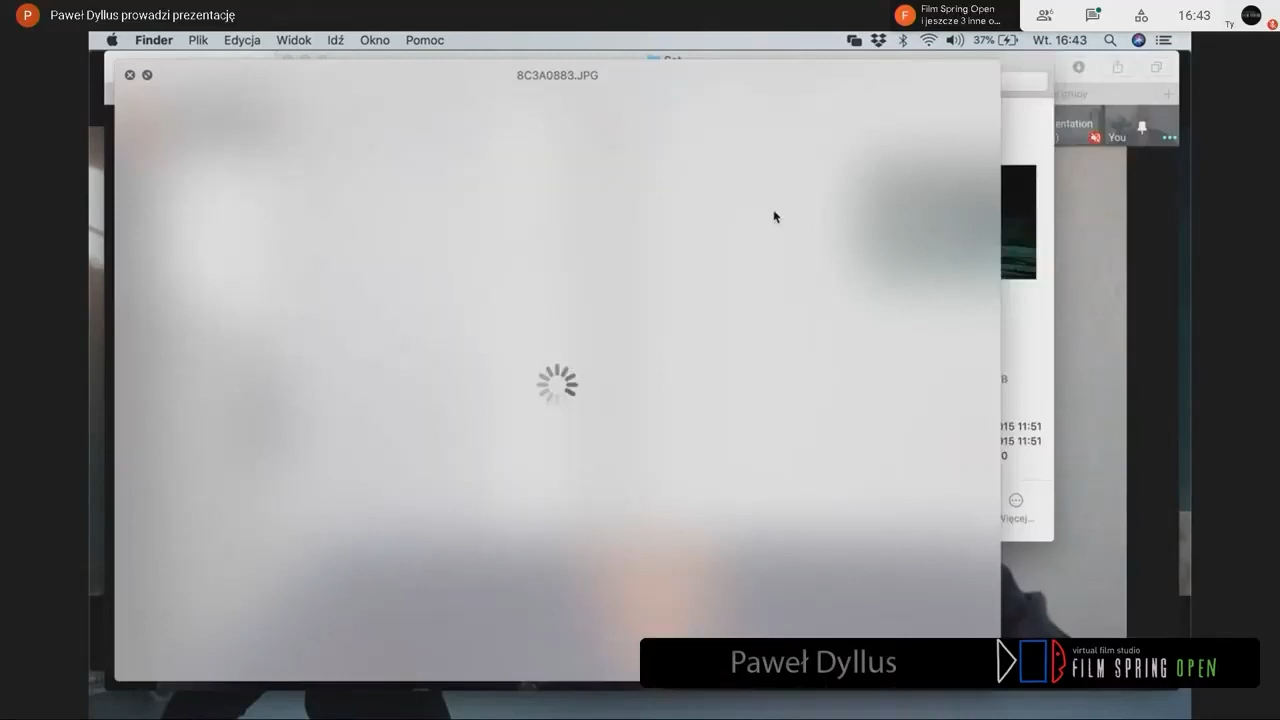 P Paweł Dyllus prowadzi prezentację
F Film Spring Open
i jeszcze 3 inne o...
6
16:43
Ty
Finder Plik Edycja Widok Idź Okno Pomoc
37% Wt. 16:43
8C3A0883.JPG
grupy
entation
) You
B
015 11:51
015 11:51
0
Więcej...
Paweł Dyllus
virtual film studio
FILM SPRING OPEN